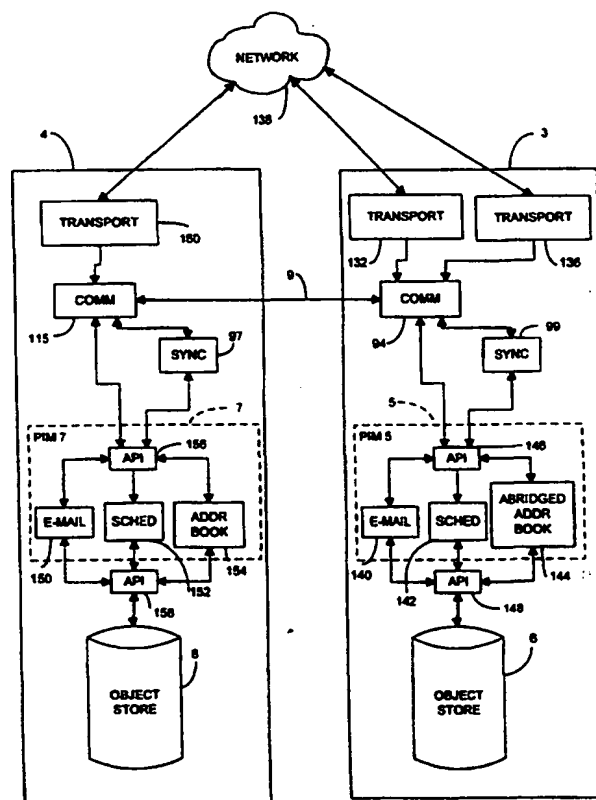 NETWORK
138
4
3
TRANSPORT
160
TRANSPORT
132
TRANSPORT
136
9
COMM
115
COMM
94
SYNC
97
SYNC
99
7
5
PIM 7
API
156
PIM 5
API
146
E-MAIL
150
SCHED
152
ADDR
BOOK
154
E-MAIL
140
SCHED
142
ABRIDGED
ADDR
BOOK
144
API
158
API
148
8
OBJECT
STORE
6
OBJECT
STORE